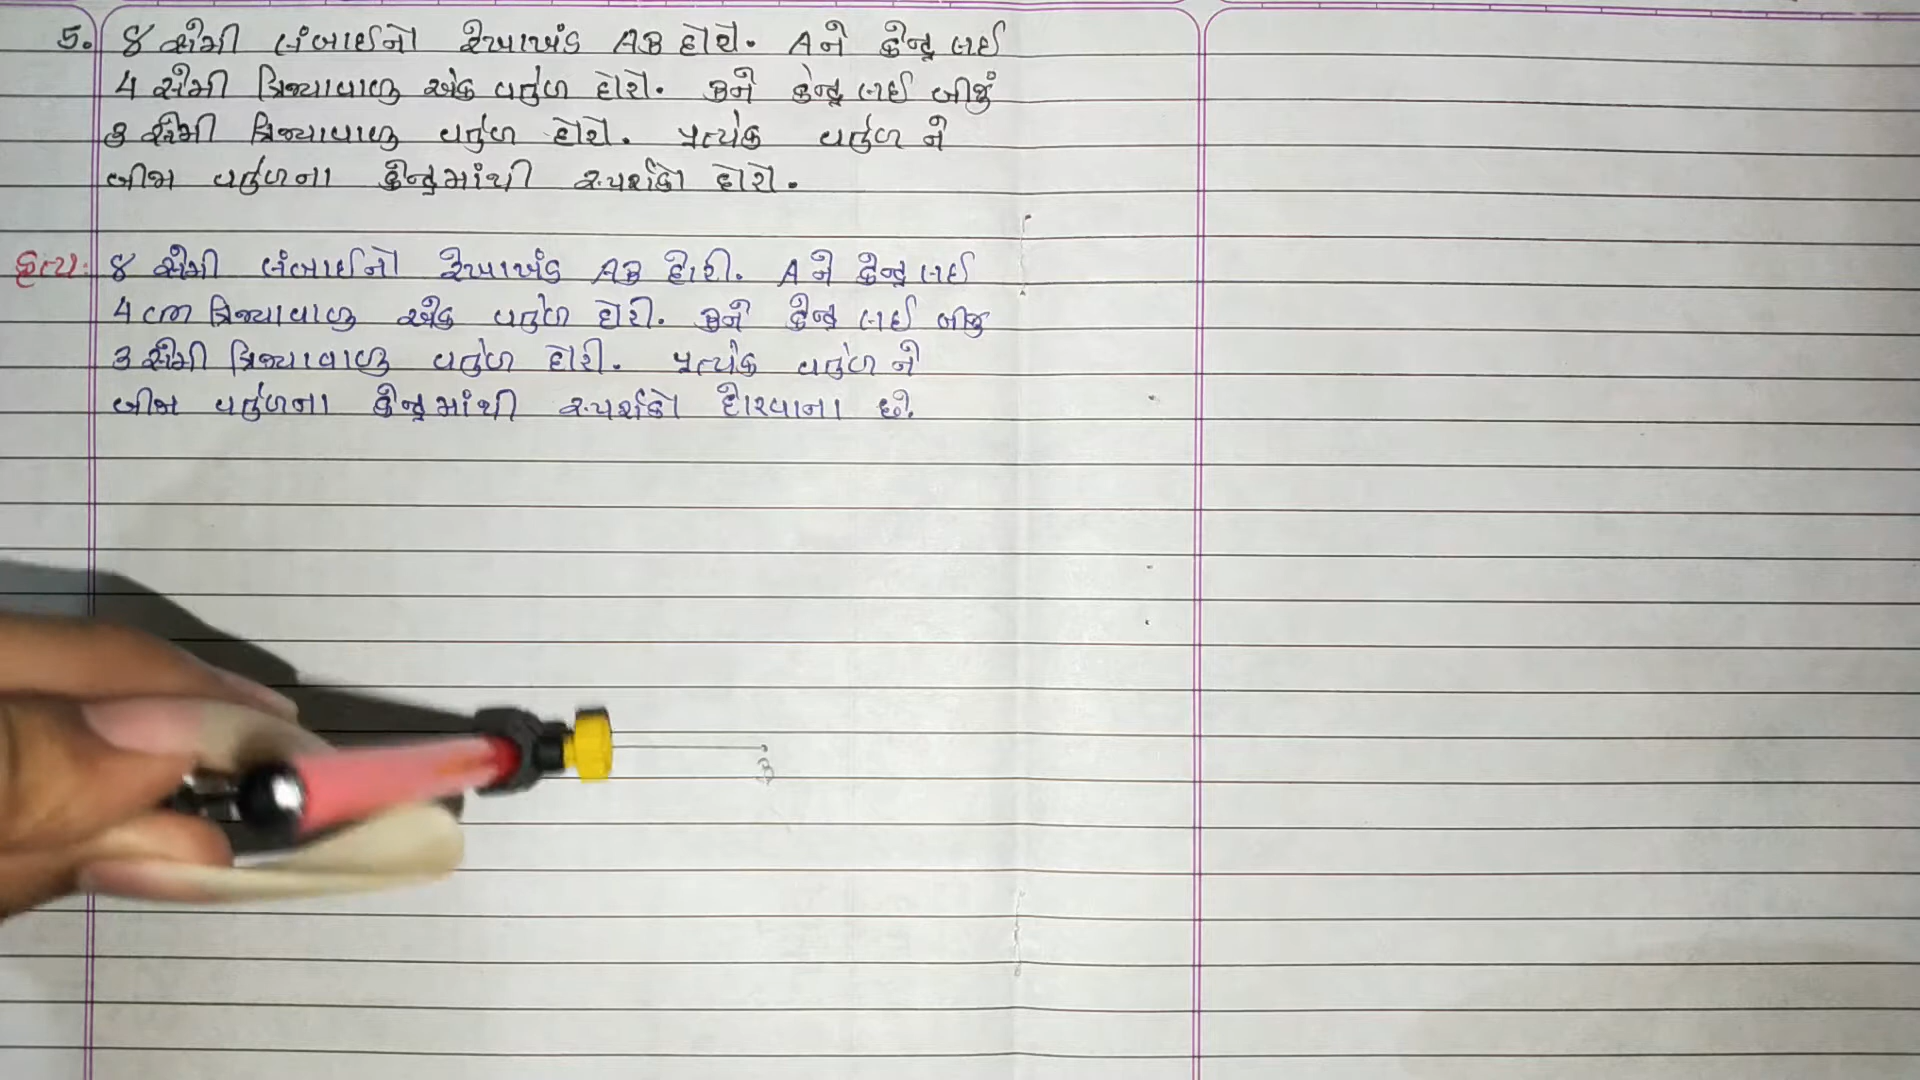 5. 8 સેમી લંબાઈનો રેખાખંડ AB દોરો. A ને કેન્દ્ર લઈ
4 સેમી ત્રિજ્યાવાળુ એક વર્તુળ દોરો. B ને કેન્દ્ર લઈ બીજું
3 સેમી ત્રિજ્યાવાળુ વર્તુળ દોરો. પ્રત્યેક વર્તુળ ને
બીજા વર્તુળના કેન્દ્રમાંથી સ્પર્શકો દોરો.
કૃત્ય: 8 સેમી લંબાઈનો રેખાખંડ AB દોરી. A ને કેન્દ્ર લઈ
4 cm ત્રિજ્યાવાળુ એક વર્તુળ દોરી. B ને કેન્દ્ર લઈ બીજુ
3 સેમી ત્રિજ્યાવાળુ વર્તુળ દોરી. પ્રત્યેક વર્તુળ ને
બીજા વર્તુળના કેન્દ્રમાંથી સ્પર્શકો દોરવાના છે.
B